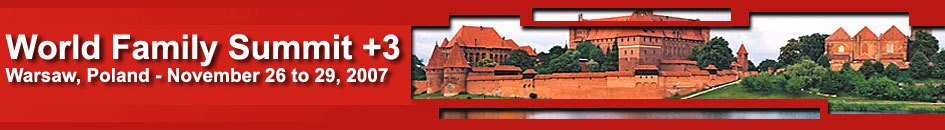 World Family Summit +3
Warsaw, Poland - November 26 to 29, 2007